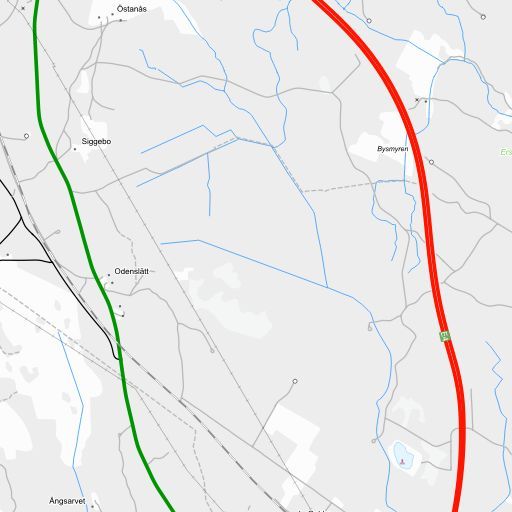 Östanås
Siggebo
Bysmyren
Odenslätt
Ängsarvet